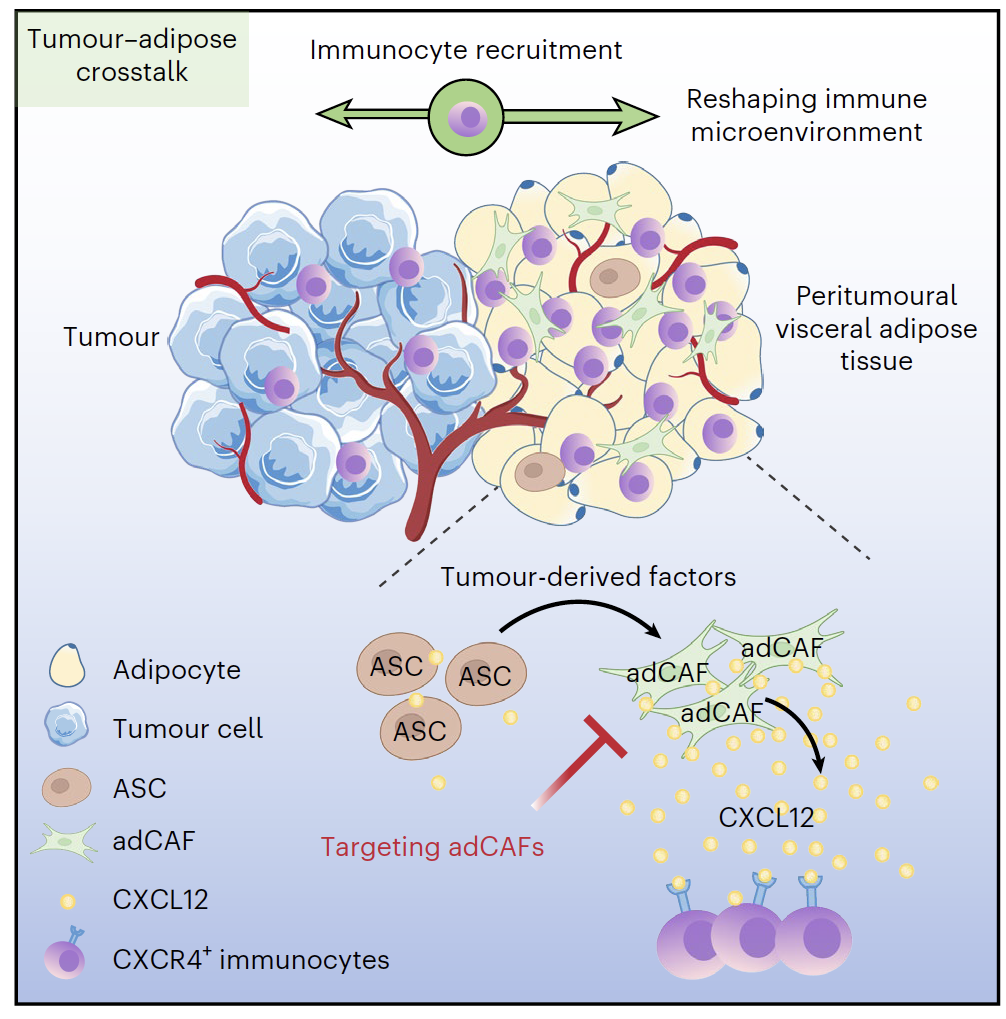 Tumour–adipose
crosstalk
Immunocyte recruitment
Reshaping immune
microenvironment
Tumour
Peritumoural
visceral adipose
tissue
Tumour-derived factors
ASC
ASC
ASC
adCAF
adCAF
adCAF
Targeting adCAFs
CXCL12
Adipocyte
Tumour cell
ASC
adCAF
CXCL12
CXCR4⁺ immunocytes